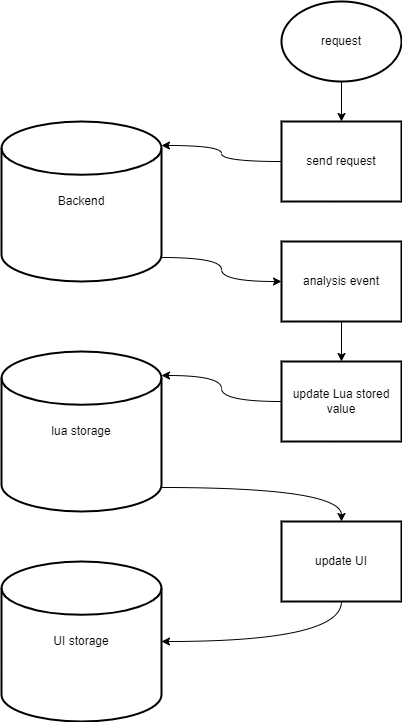 request
send request
Backend
analysis event
update Lua stored
value
lua storage
update UI
UI storage